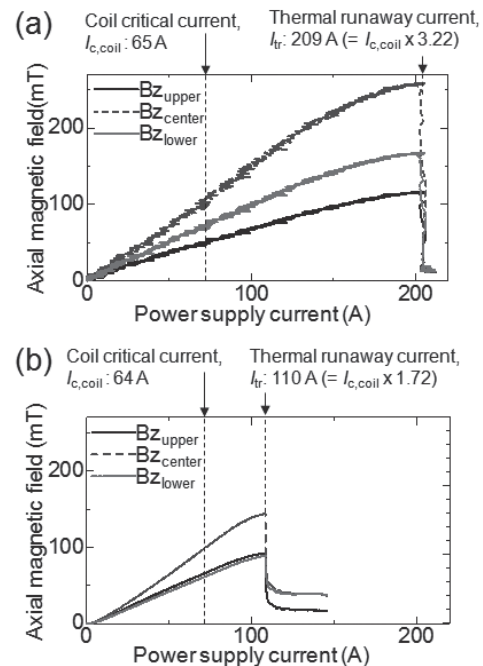 (a)
Coil critical current,
I_c,coil : 65 A
Thermal runaway current,
I_tr: 209 A (= I_c,coil x 3.22)
Axial magnetic field(mT)
200
100
0
Bz_upper
Bz_center
Bz_lower
0
100
200
Power supply current (A)
(b)
Coil critical current,
I_c,coil : 64 A
Thermal runaway current,
I_tr: 110 A (= I_c,coil x 1.72)
Axial magnetic field (mT)
200
100
0
Bz_upper
Bz_center
Bz_lower
0
100
200
Power supply current (A)